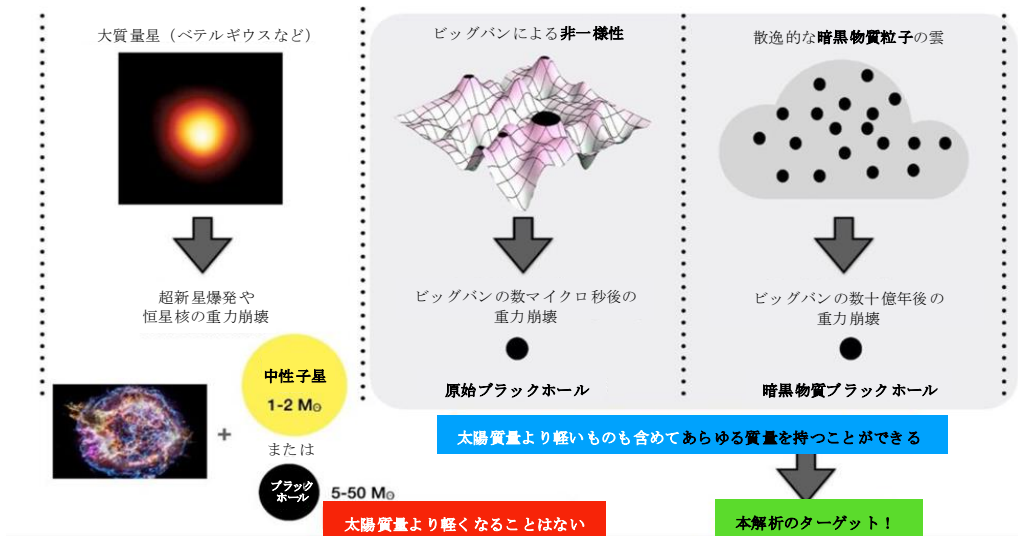 大質量星（ベテルギウスなど）
超新星爆発や
恒星核の重力崩壊
中性子星
1-2 M⊙
+
または
ブラック
ホール
5-50 M⊙
太陽質量より軽くなることはない
ビッグバンによる非一様性
ビッグバンの数マイクロ秒後の
重力崩壊
原始ブラックホール
散逸的な暗黒物質粒子の雲
ビッグバンの数十億年後の
重力崩壊
暗黒物質ブラックホール
太陽質量より軽いものも含めてあらゆる質量を持つことができる
本解析のターゲット！